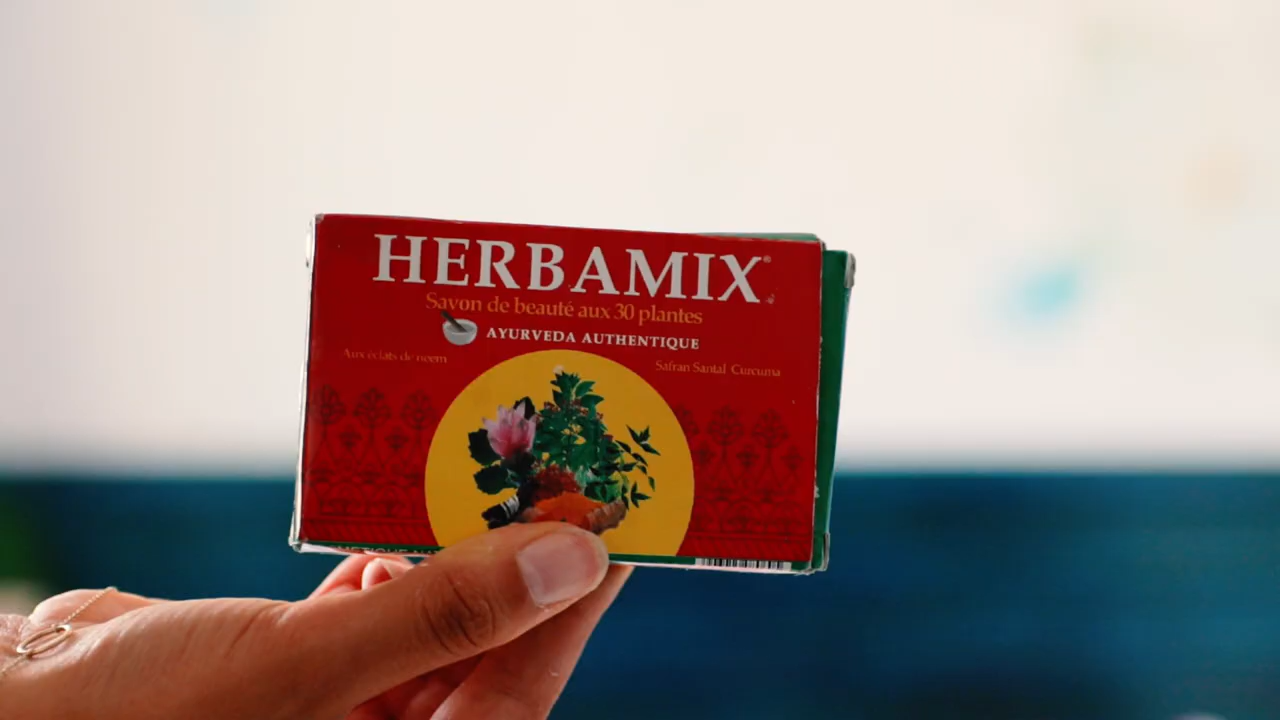 HERBAMIX®
Savon de beauté aux 30 plantes
AYURVEDA AUTHENTIQUE
Aux éclats de neem
Safran Santal Curcuma